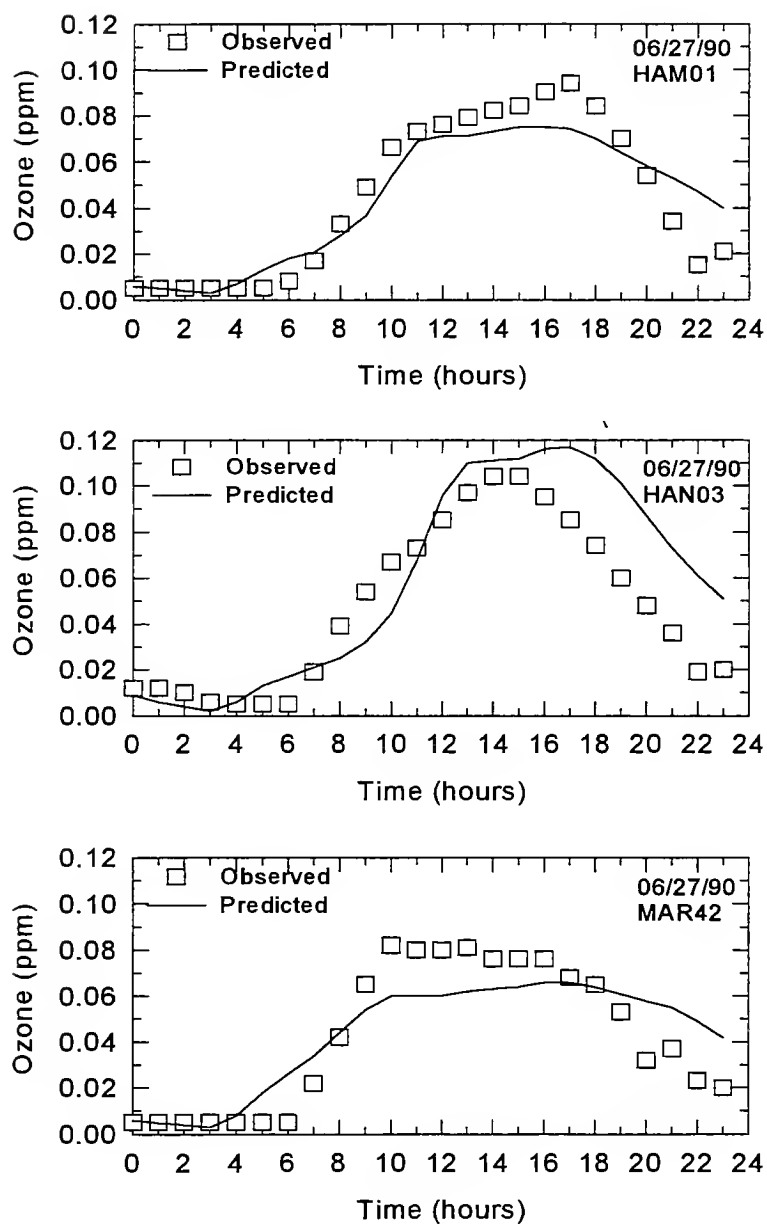 0.12
Observed
06/27/90
0.10
Predicted
HAM01
0.08
0.06
0.04
0.02
0.00
Ozone (ppm)
0 2 4 6 8 10 12 14 16 18 20 22 24
Time (hours)
0.12
Observed
06/27/90
0.10
Predicted
HAN03
0.08
0.06
0.04
0.02
0.00
Ozone (ppm)
0 2 4 6 8 10 12 14 16 18 20 22 24
Time (hours)
0.12
Observed
06/27/90
0.10
Predicted
MAR42
0.08
0.06
0.04
0.02
0.00
Ozone (ppm)
0 2 4 6 8 10 12 14 16 18 20 22 24
Time (hours)